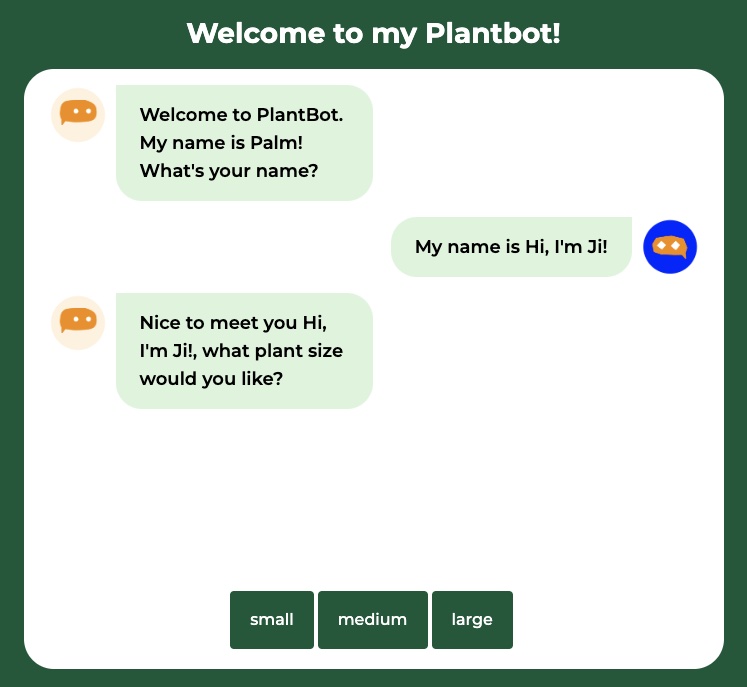 Welcome to my Plantbot!
Welcome to PlantBot.
My name is Palm!
What's your name?
My name is Hi, I'm Ji!
Nice to meet you Hi,
I'm Ji!, what plant size
would you like?
small
medium
large